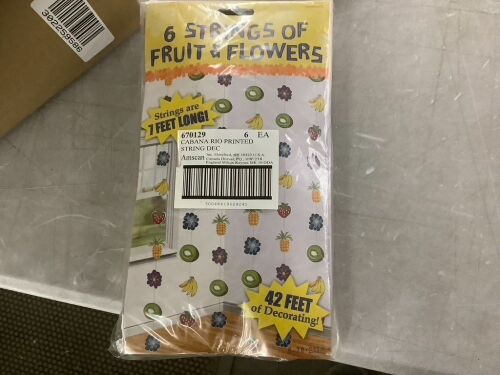 302259586
6 STRINGS OF
FRUIT & FLOWERS
Strings are
7 FEET LONG!
670129 6 EA
CABANA RIO PRINTED
STRING DEC
Amscan
42 FEET
of Decorating!